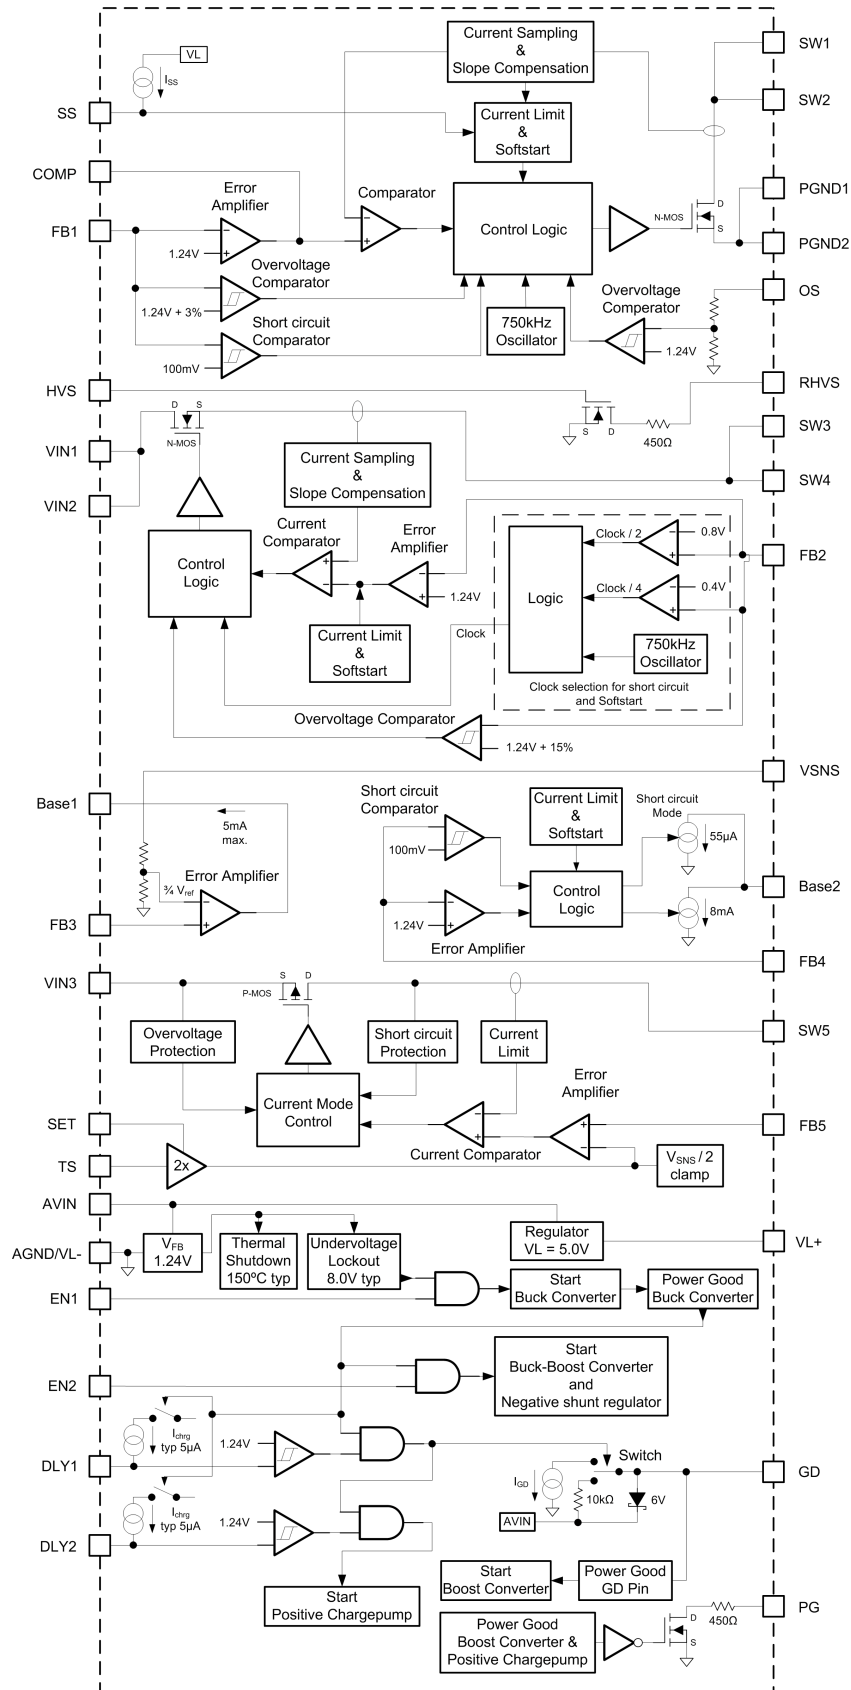 Current Sampling
&
Slope Compensation
VL
ISS
SS
Current Limit
&
Softstart
SW1
SW2
COMP
Error
Amplifier
Comparator
FB1
1.24V
Control Logic
N-MOS
D
S
PGND1
PGND2
Overvoltage
Comparator
1.24V + 3%
Short circuit
Comparator
100mV
750kHz
Oscillator
Overvoltage
Comperator
1.24V
OS
HVS
RHVS
S
D
450Ω
D
S
N-MOS
VIN1
VIN2
SW3
SW4
Current Sampling
&
Slope Compensation
Control
Logic
Current
Comparator
Error
Amplifier
1.24V
Current Limit
&
Softstart
Clock
Logic
Clock / 2
0.8V
Clock / 4
0.4V
750kHz
Oscillator
Clock selection for short circuit
and Softstart
FB2
Overvoltage Comparator
1.24V + 15%
VSNS
Base1
5mA
max.
¾ Vref
Error Amplifier
FB3
Short circuit
Comparator
100mV
Current Limit
&
Softstart
Short circuit
Mode
55µA
Control
Logic
8mA
Base2
1.24V
Error Amplifier
FB4
VIN3
S
D
P-MOS
SW5
Overvoltage
Protection
Short circuit
Protection
Current
Limit
Current Mode
Control
Error
Amplifier
Current Comparator
SET
FB5
TS
2x
VSNS / 2
clamp
AVIN
AGND/VL-
VFB
1.24V
Thermal
Shutdown
150ºC typ
Undervoltage
Lockout
8.0V typ
Regulator
VL = 5.0V
VL+
EN1
Start
Buck Converter
Power Good
Buck Converter
EN2
Start
Buck-Boost Converter
and
Negative shunt regulator
Ichrg
typ 5µA
1.24V
DLY1
Ichrg
typ 5µA
1.24V
DLY2
Switch
IGD
10kΩ
6V
AVIN
GD
Start
Positive Chargepump
Start
Boost Converter
Power Good
GD Pin
Power Good
Boost Converter &
Positive Chargepump
D
S
450Ω
PG